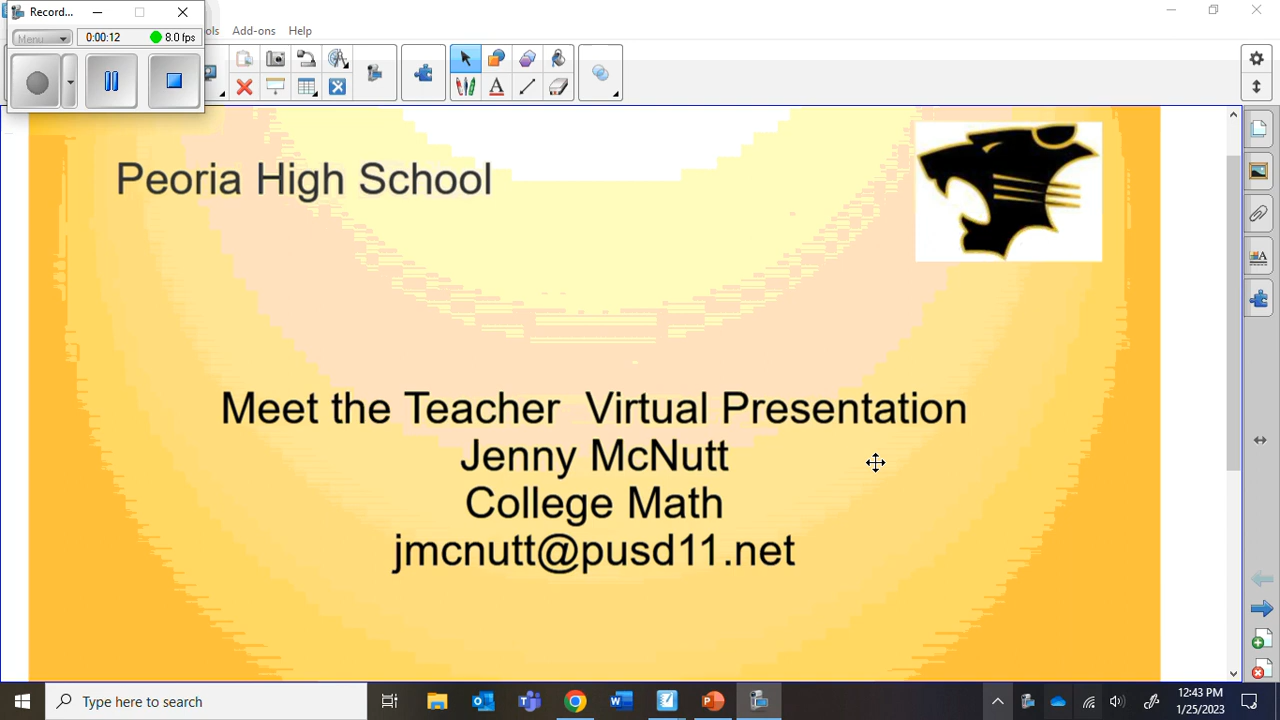 Record...
Menu
0:00:12
8.0 fps
ols
Add-ons
Help
Peoria High School
Meet the Teacher Virtual Presentation
Jenny McNutt
College Math
jmcnutt@pusd11.net
Type here to search
12:43 PM
1/25/2023